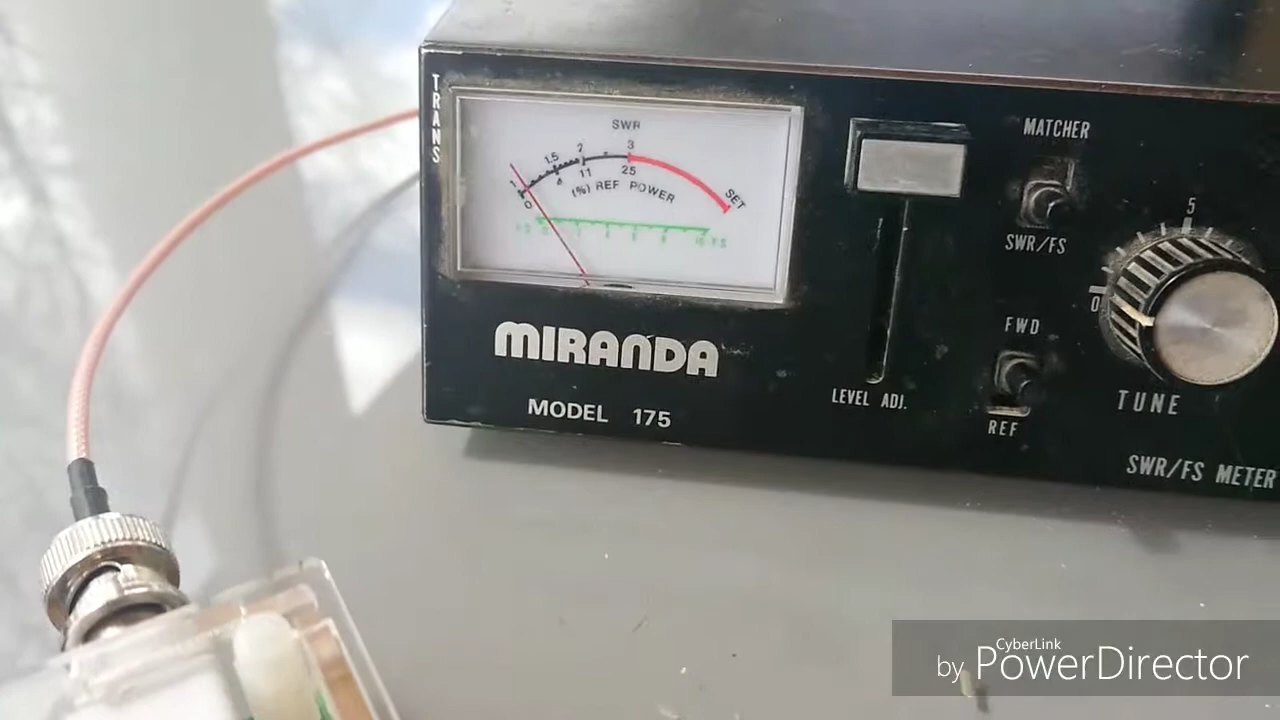 TRANS
SWR
1 1.5 2 3 SET
0 11 25
(%) REF POWER
MIRANDA
MODEL 175
LEVEL ADJ.
MATCHER
SWR/FS
FWD
REF
5
0
TUNE
SWR/FS METER
CyberLink
by PowerDirector